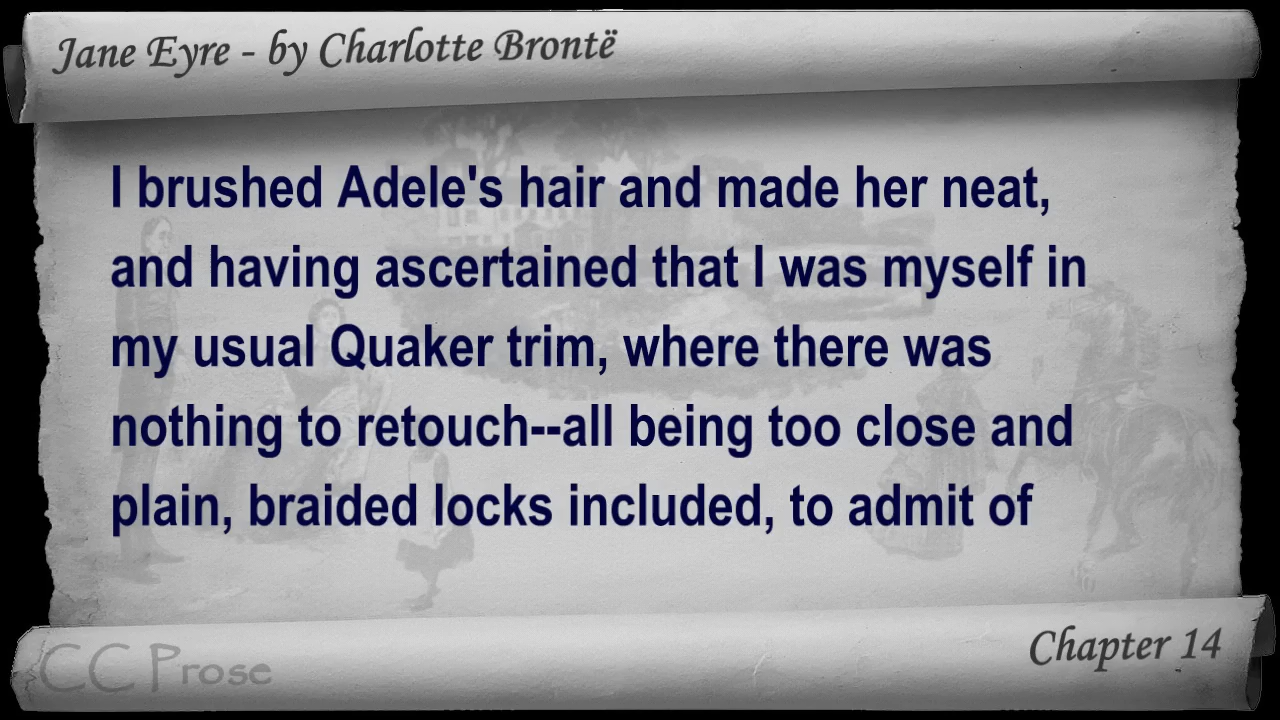 Jane Eyre - by Charlotte Brontë
I brushed Adele's hair and made her neat,
and having ascertained that I was myself in
my usual Quaker trim, where there was
nothing to retouch--all being too close and
plain, braided locks included, to admit of
Chapter 14
CC Prose